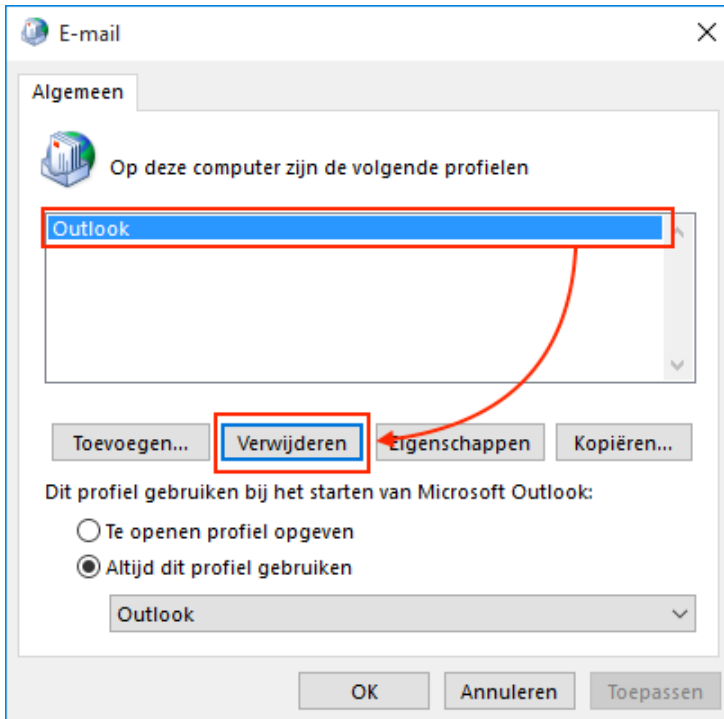 E-mail
Algemeen
Op deze computer zijn de volgende profielen
Outlook
Toevoegen... Verwijderen Eigenschappen Kopiëren...
Dit profiel gebruiken bij het starten van Microsoft Outlook:
Te openen profiel opgeven
Altijd dit profiel gebruiken
Outlook
OK Annuleren Toepassen